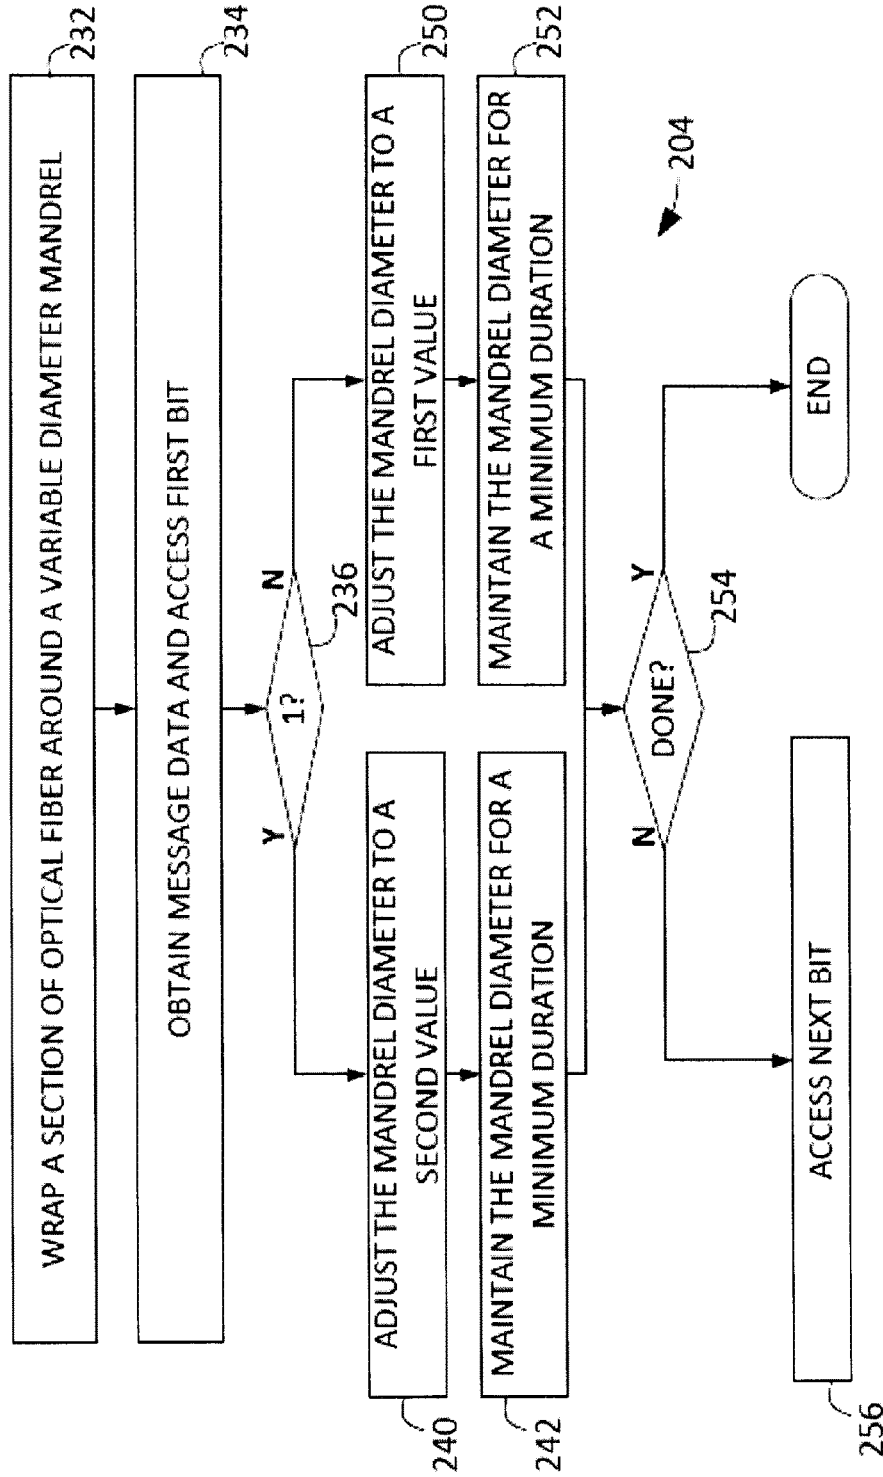 WRAP A SECTION OF OPTICAL FIBER AROUND A VARIABLE DIAMETER MANDREL
232
OBTAIN MESSAGE DATA AND ACCESS FIRST BIT
234
1?
Y
N
236
ADJUST THE MANDREL DIAMETER TO A
SECOND VALUE
240
ADJUST THE MANDREL DIAMETER TO A
FIRST VALUE
250
MAINTAIN THE MANDREL DIAMETER FOR A
MINIMUM DURATION
242
MAINTAIN THE MANDREL DIAMETER FOR
A MINIMUM DURATION
252
DONE?
N
Y
254
204
ACCESS NEXT BIT
256
END